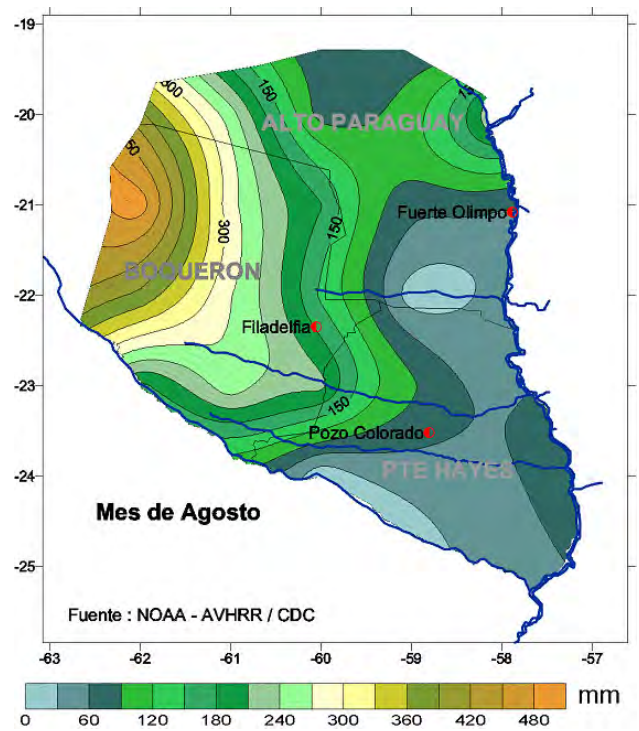 -19
-20
-21
-22
-23
-24
-25
300
150
150
ALTO PARAGUAY
50
Fuerte Olimpo
300
150
BOQUERON
Filadelfia
150
Pozo Colorado
PTE HAYES
Mes de Agosto
Fuente : NOAA - AVHRR / CDC
-63 -62 -61 -60 -59 -58 -57
mm
0 60 120 180 240 300 360 420 480